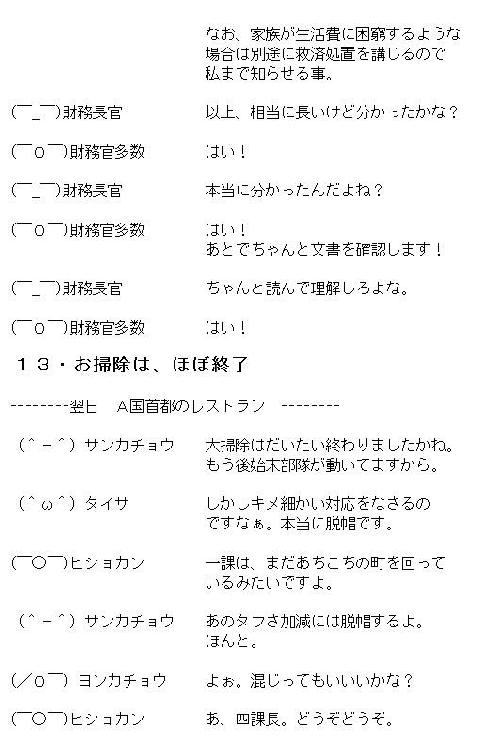 なお、家族が生活費に困窮するような
場合は別途に救済処置を講じるので
私まで知らせる事。
(￣_￣)財務長官　以上、相当に長いけど分かったかな？
(￣０￣)財務官多数　はい！
(￣_￣)財務長官　本当に分かったんだよね？
(￣０￣)財務官多数　はい！
あとでちゃんと文書を確認します！
(￣_￣)財務長官　ちゃんと読んで理解しろよな。
(￣０￣)財務官多数　はい！
１３・お掃除は、ほぼ終了
--------翌日　Ａ国首都のレストラン　--------
（＾－＾）サンカチョウ　大掃除はだいたい終わりましたかね。
もう後始末部隊が動いてますから。
（＾ω＾）タイサ　しかしキメ細かい対応をなさるの
ですなぁ。本当に脱帽です。
(￣○￣)ヒショカン　一課は、まだあちこちの町を回って
いるみたいですよ。
（＾－＾）サンカチョウ　あのタフさ加減には脱帽するよ。
ほんと。
(／０￣）ヨンカチョウ　よぉ。混じってもいいいかな？
(￣○￣)ヒショカン　あ、四課長。どうぞどうぞ。